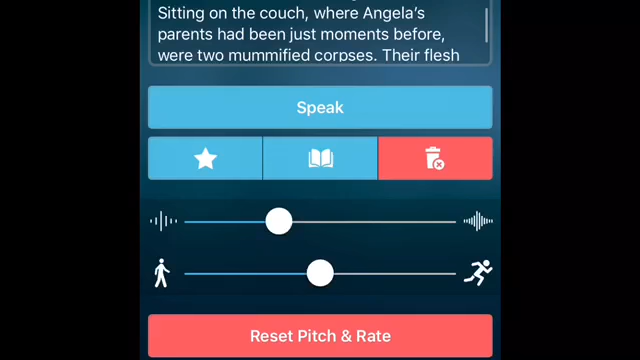 Sitting on the couch, where Angela's
parents had been just moments before,
were two mummified corpses. Their flesh
Speak
Reset Pitch & Rate